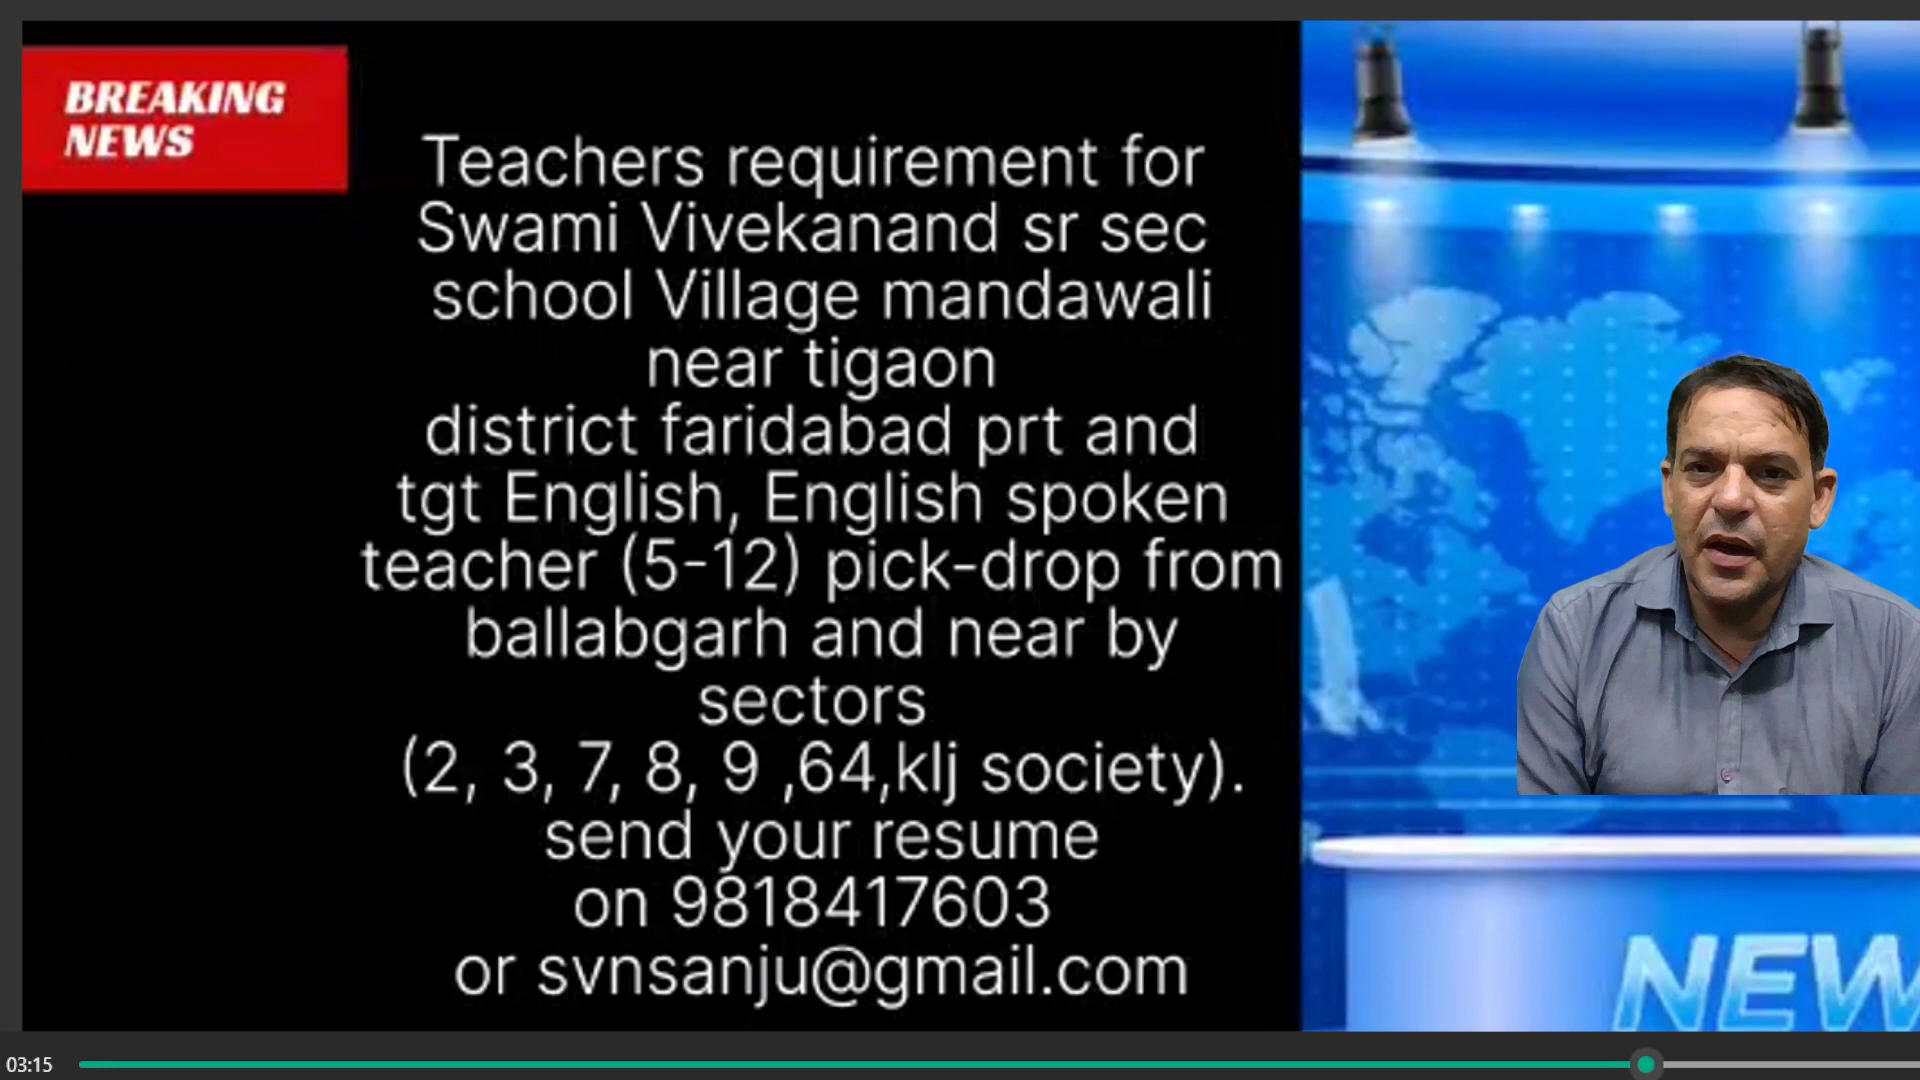 BREAKING
NEWS
Teachers requirement for
Swami Vivekanand sr sec
school Village mandawali
near tigaon
district faridabad prt and
tgt English, English spoken
teacher (5-12) pick-drop from
ballabgarh and near by
sectors
(2, 3, 7, 8, 9 ,64,klj society).
send your resume
on 9818417603
or svnsanju@gmail.com
NEW
03:15